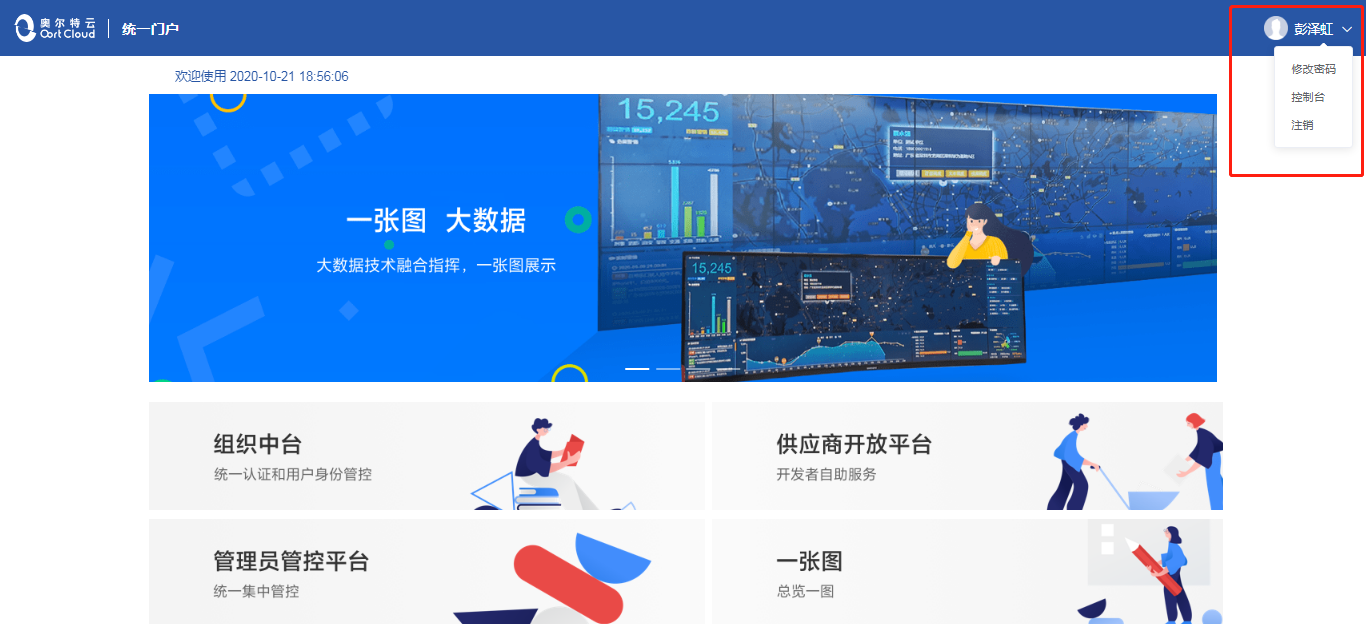 奥尔特云
Oort Cloud
统一门户
彭泽虹
修改密码
控制台
注销
欢迎使用 2020-10-21 18:56:06
一张图 大数据
大数据技术融合指挥，一张图展示
15,245
15,245
组织中台
统一认证和用户身份管控
供应商开放平台
开发者自助服务
管理员管控平台
统一集中管控
一张图
总览一图